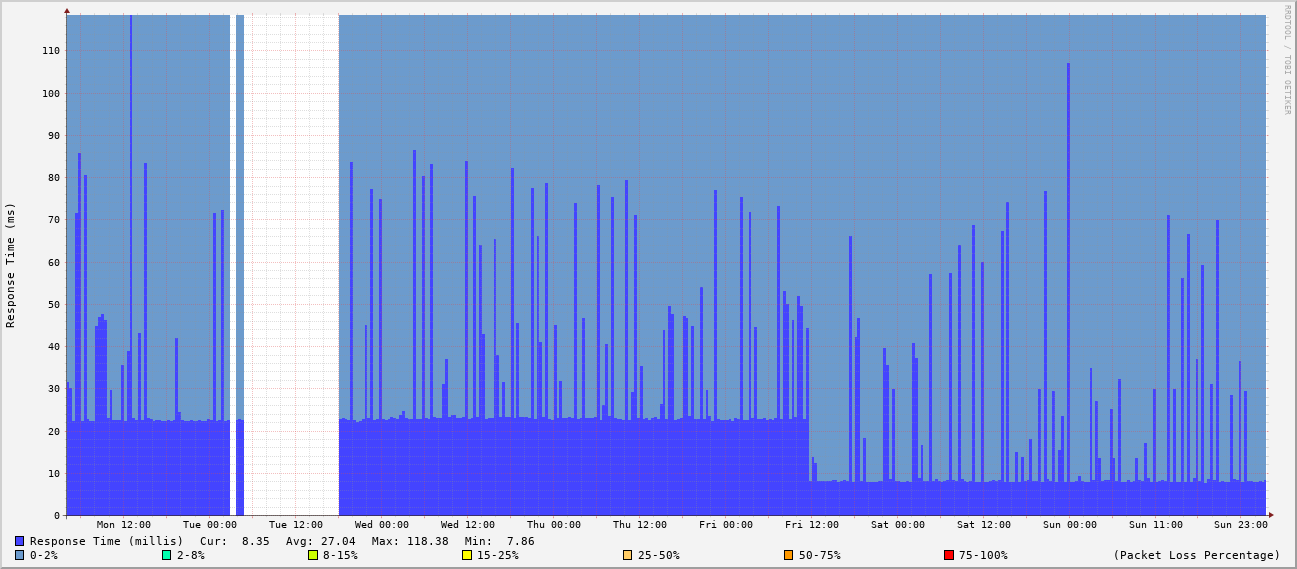 RRDTOOL / TOBI OETIKER
Response Time (ms)
110
100
90
80
70
60
50
40
30
20
10
0
Mon 12:00 Tue 00:00 Tue 12:00 Wed 00:00 Wed 12:00 Thu 00:00 Thu 12:00 Fri 00:00 Fri 12:00 Sat 00:00 Sat 12:00 Sun 00:00 Sun 11:00 Sun 23:00
Response Time (millis) Cur: 8.35 Avg: 27.04 Max: 118.38 Min: 7.86
0-2% 2-8% 8-15% 15-25% 25-50% 50-75% 75-100% (Packet Loss Percentage)